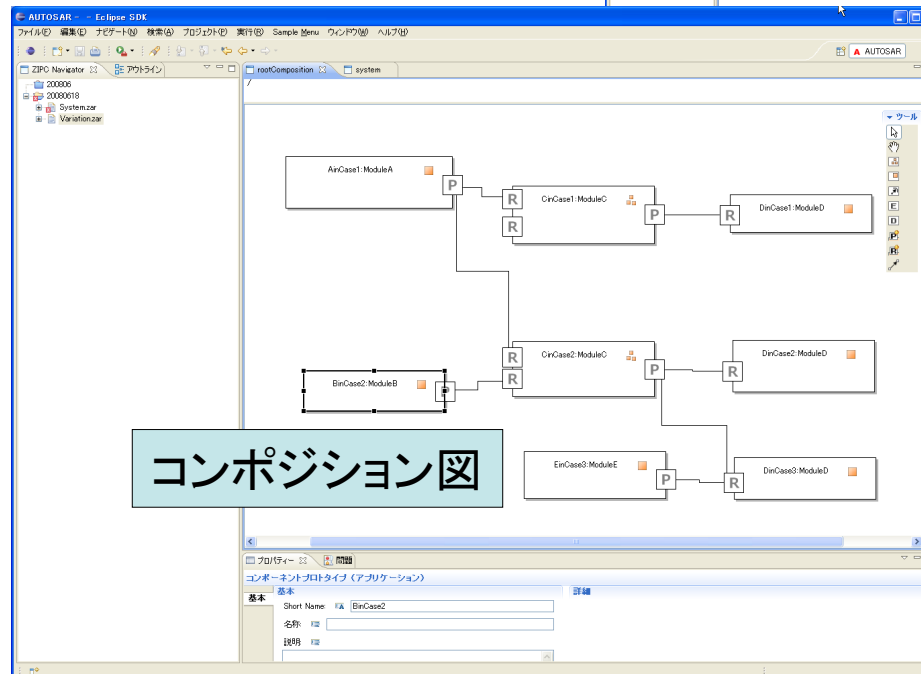 AUTOSAR - - Eclipse SDK
ファイル(F) 編集(E) ナビゲート(N) 検索(A) プロジェクト(P) 実行(R) Sample Menu ウィンドウ(W) ヘルプ(H)
A AUTOSAR
ZIPC Navigator アウトライン
rootComposition system
200806
20080618
System.zar
Variation.zar
/
ツール
E
D
P
R
AinCase1:ModuleA
P
R
R
CinCase1:ModuleC
P
R
DinCase1:ModuleD
R
R
CinCase2:ModuleC
P
R
DinCase2:ModuleD
BinCase2:ModuleB
P
EinCase3:ModuleE
P
R
DinCase3:ModuleD
コンポジション図
プロパティー 問題
コンポーネントプロトタイプ (アプリケーション)
基本
基本
詳細
Short Name: BinCase2
名称:
説明: